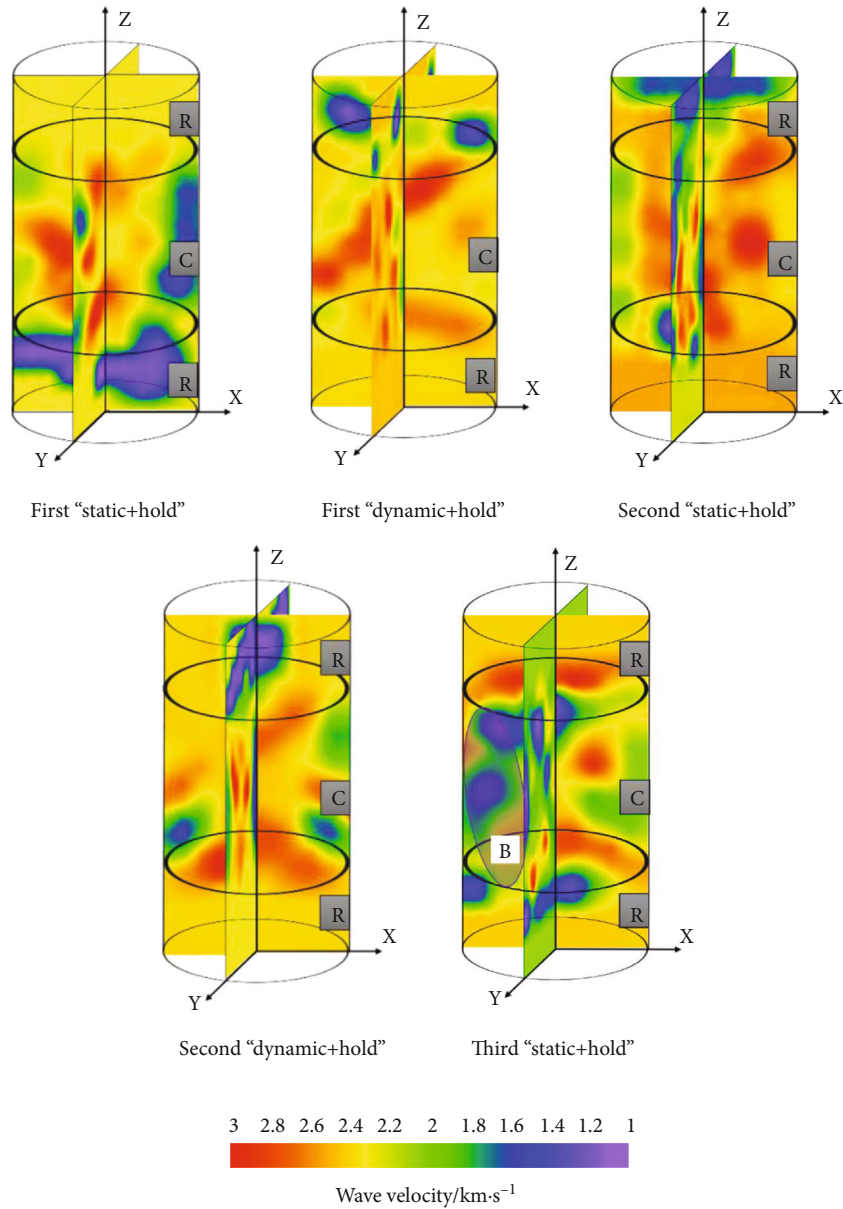 Z
Z
Z
R
R
C
C
C
R
R
R
X
X
X
Y
Y
Y
First “static+hold”
First “dynamic+hold”
Second “static+hold”
Z
Z
R
R
C
C
B
R
R
X
X
Y
Y
Second “dynamic+hold”
Third “static+hold”
3 2.8 2.6 2.4 2.2 2 1.8 1.6 1.4 1.2 1
Wave velocity/km·s⁻¹